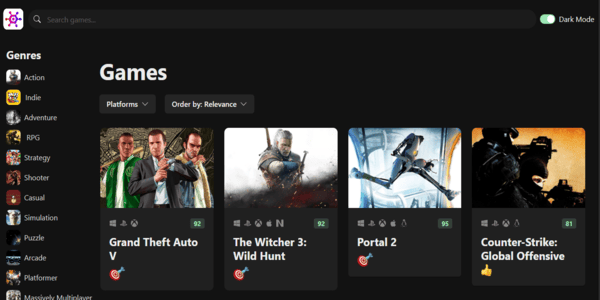 Search games...
Dark Mode
Genres
Action
Indie
Adventure
RPG
Strategy
Shooter
Casual
Simulation
Puzzle
Arcade
Platformer
Massively Multiplayer
Games
Platforms
Order by: Relevance
92
Grand Theft Auto
V
92
The Witcher 3:
Wild Hunt
95
Portal 2
81
Counter-Strike:
Global Offensive